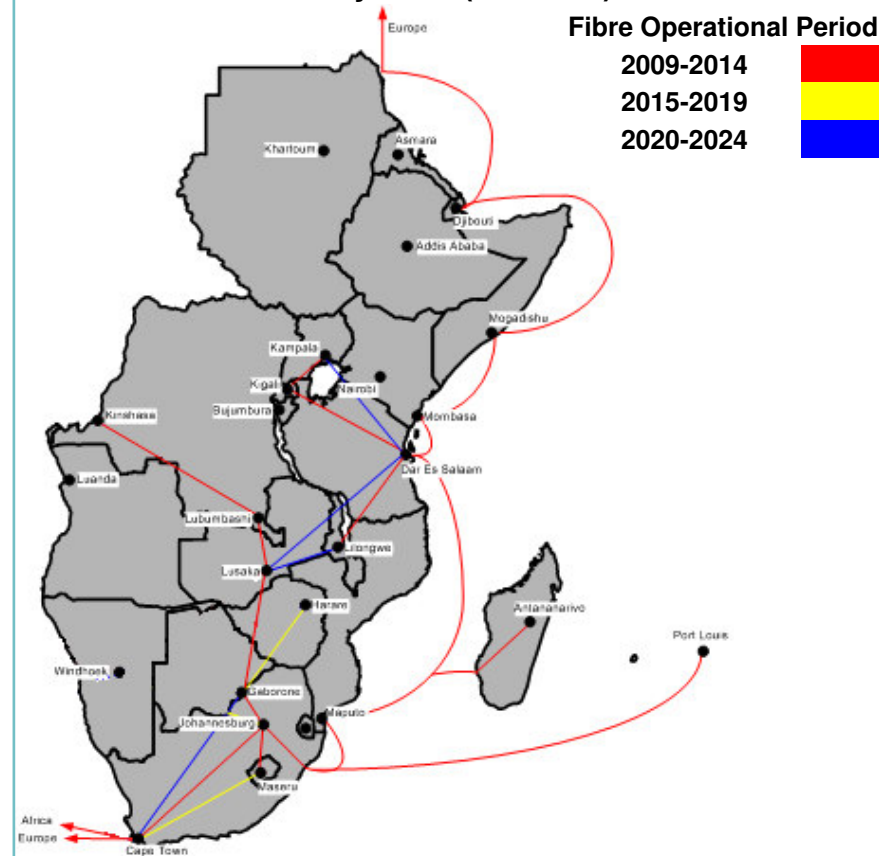 Europe
Fibre Operational Period
2009-2014
2015-2019
2020-2024
Khartoum
Asmara
Djibouti
Addis Ababa
Mogadishu
Kampala
Kigali
Nairobi
Bujumbura
Mombasa
Kinshasa
Dar Es Salaam
Luanda
Lubumbashi
Lilongwe
Lusaka
Harare
Antananarivo
Port Louis
Windhoek
Gaborone
Maputo
Johannesburg
Maseru
Africa
Europe
Cape Town